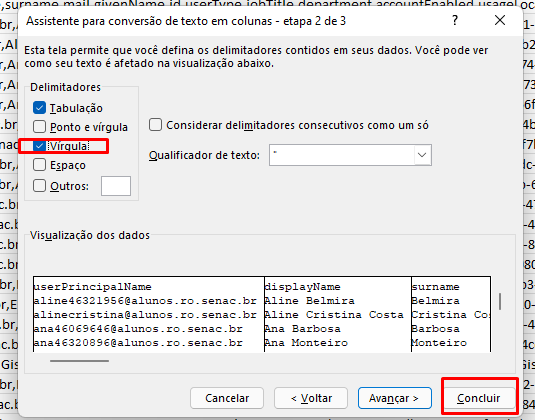 ,surname,mail,givenName,id,userType,jobTitle,department,accountEnabled,usageLoca
Assistente para conversão de texto em colunas - etapa 2 de 3
?
Esta tela permite que você defina os delimitadores contidos em seus dados. Você pode ver
como seu texto é afetado na visualização abaixo.
Delimitadores
Tabulação
Ponto e vírgula
Vírgula
Espaço
Outros:
Considerar delimitadores consecutivos como um só
Qualificador de texto:
"
Visualização dos dados
userPrincipalName displayName surname
aline46321956@alunos.ro.senac.br Aline Belmira Belmira
alinecristina@alunos.ro.senac.br Aline Cristina Costa Cristina Cos
ana46069646@alunos.ro.senac.br Ana Barbosa Barbosa
ana46320896@alunos.ro.senac.br Ana Monteiro Monteiro
Cancelar
< Voltar
Avançar >
Concluir